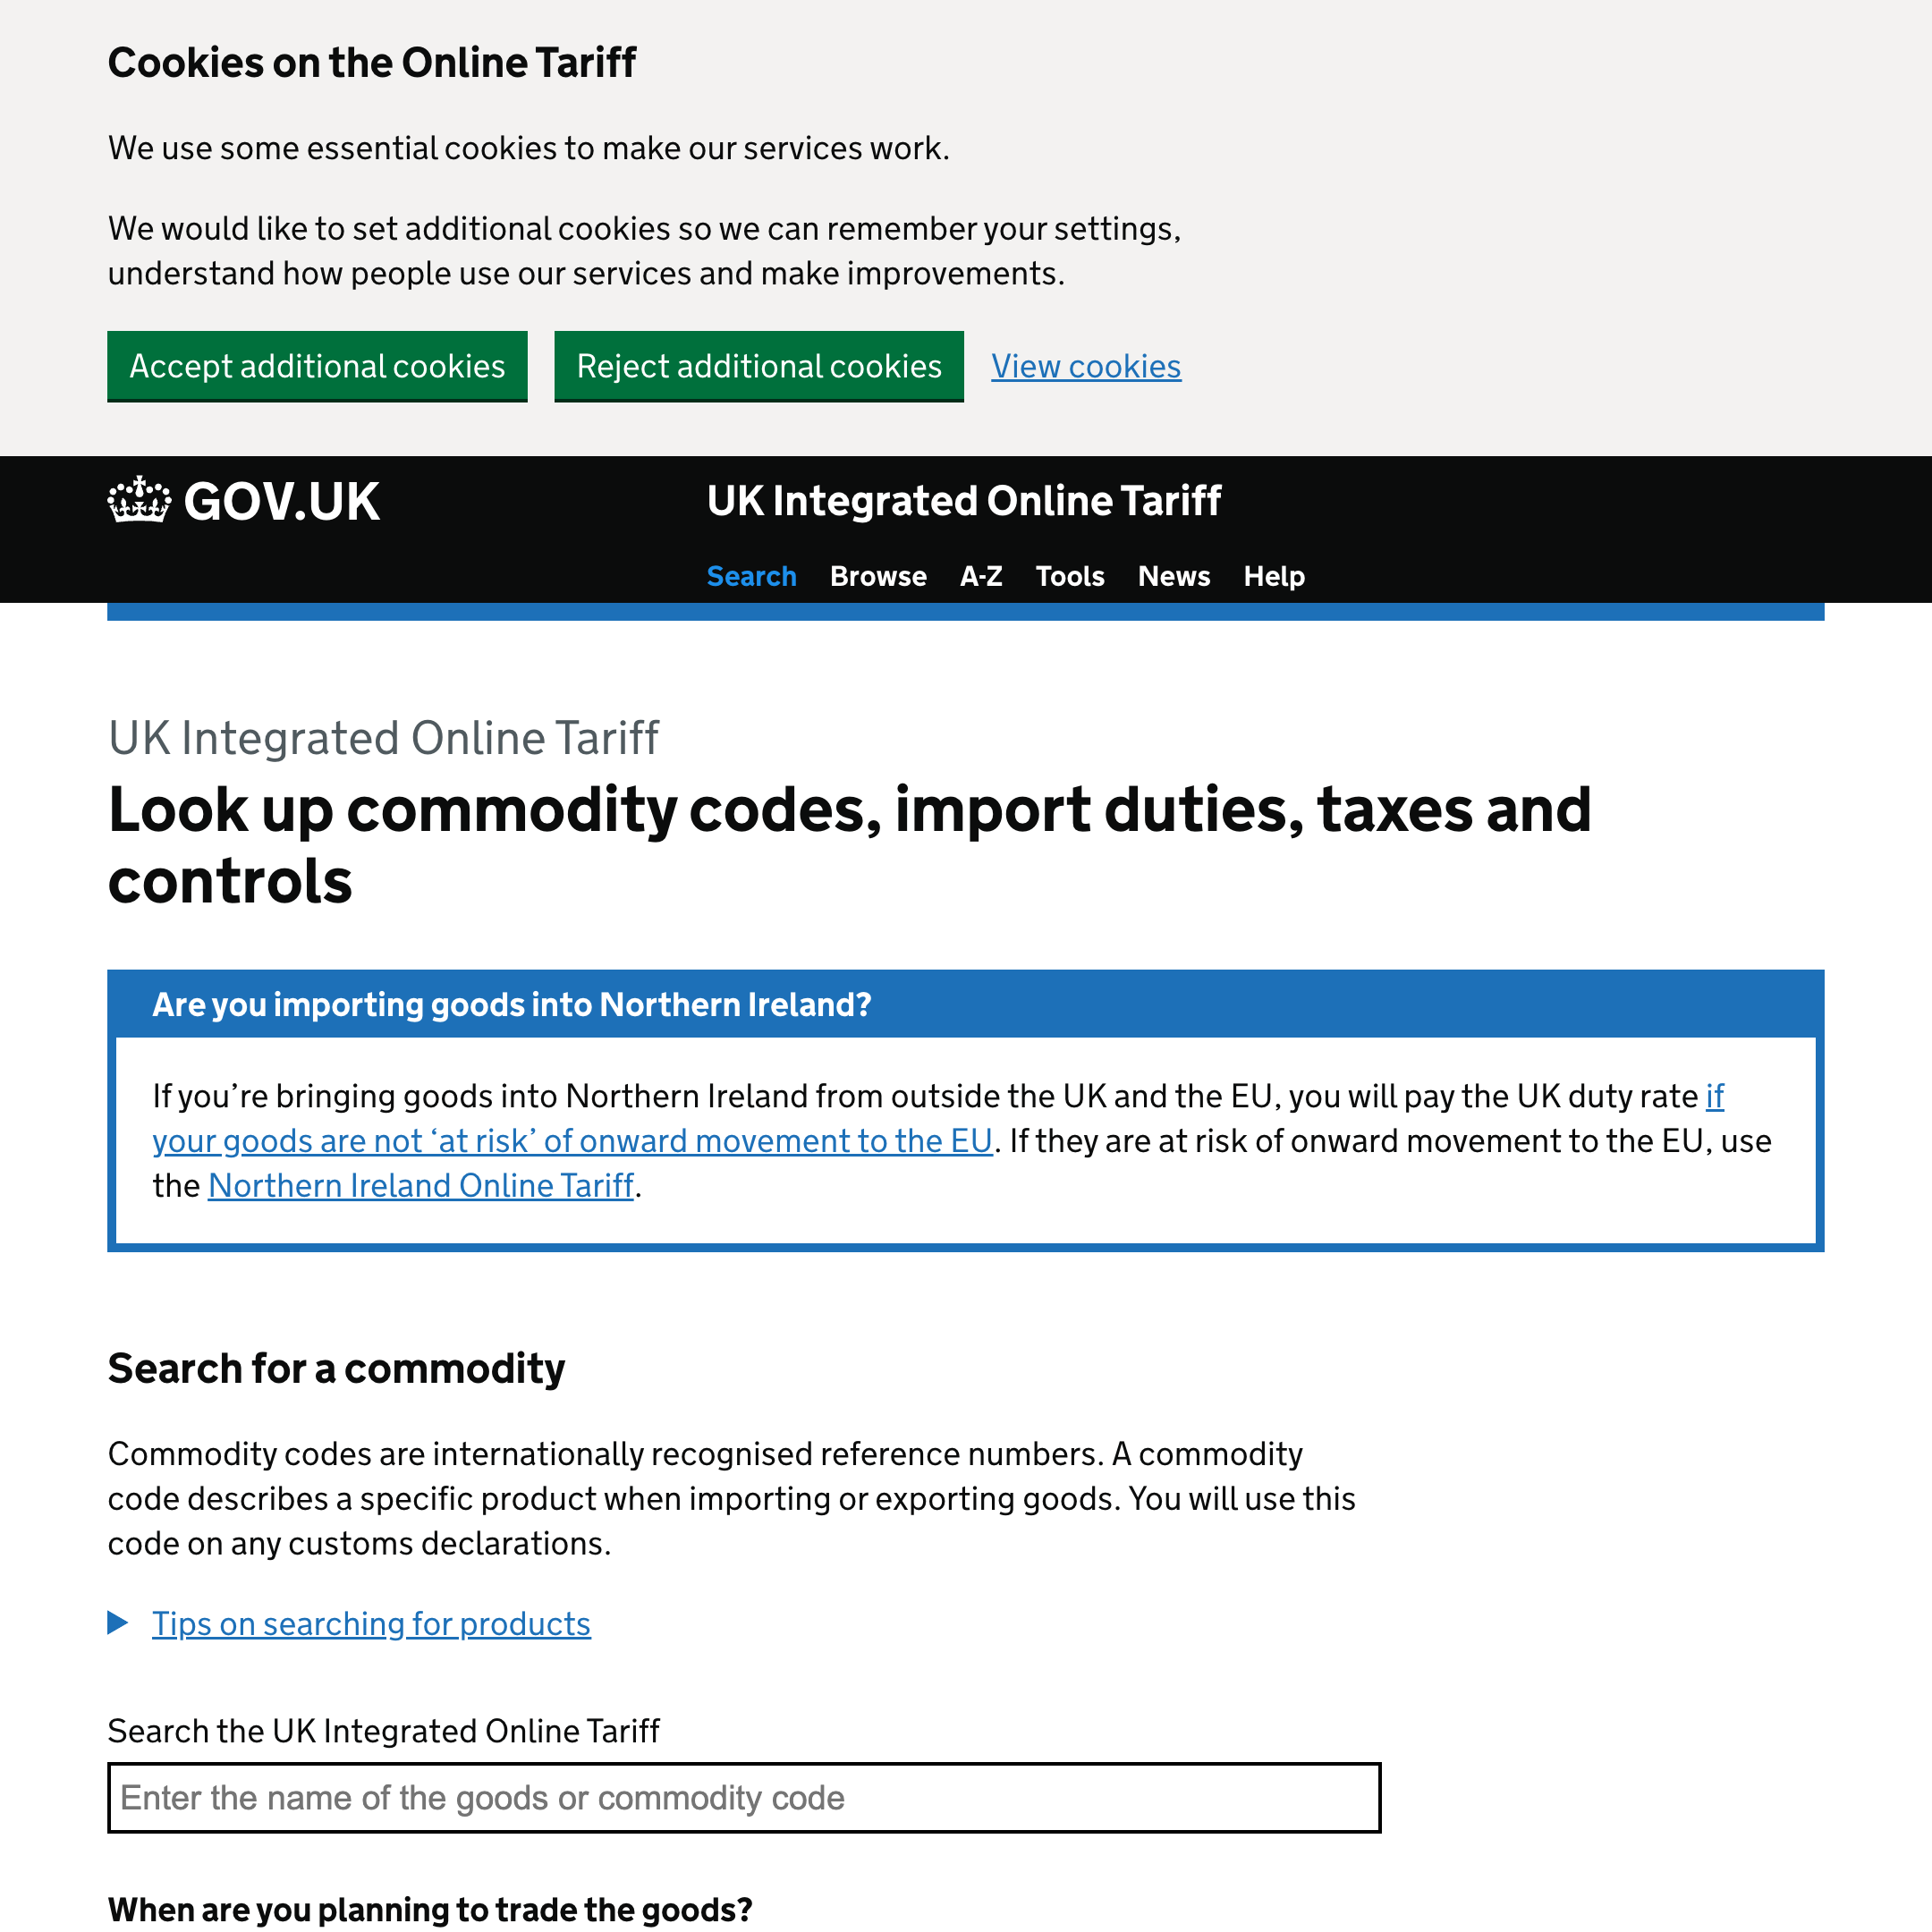 Cookies on the Online Tariff
We use some essential cookies to make our services work.
We would like to set additional cookies so we can remember your settings,
understand how people use our services and make improvements.
Accept additional cookies Reject additional cookies View cookies
GOV.UK UK Integrated Online Tariff
Search Browse A-Z Tools News Help
UK Integrated Online Tariff
Look up commodity codes, import duties, taxes and
controls
Are you importing goods into Northern Ireland?
If you’re bringing goods into Northern Ireland from outside the UK and the EU, you will pay the UK duty rate if
your goods are not ‘at risk’ of onward movement to the EU. If they are at risk of onward movement to the EU, use
the Northern Ireland Online Tariff.
Search for a commodity
Commodity codes are internationally recognised reference numbers. A commodity
code describes a specific product when importing or exporting goods. You will use this
code on any customs declarations.
Tips on searching for products
Search the UK Integrated Online Tariff
Enter the name of the goods or commodity code
When are you planning to trade the goods?